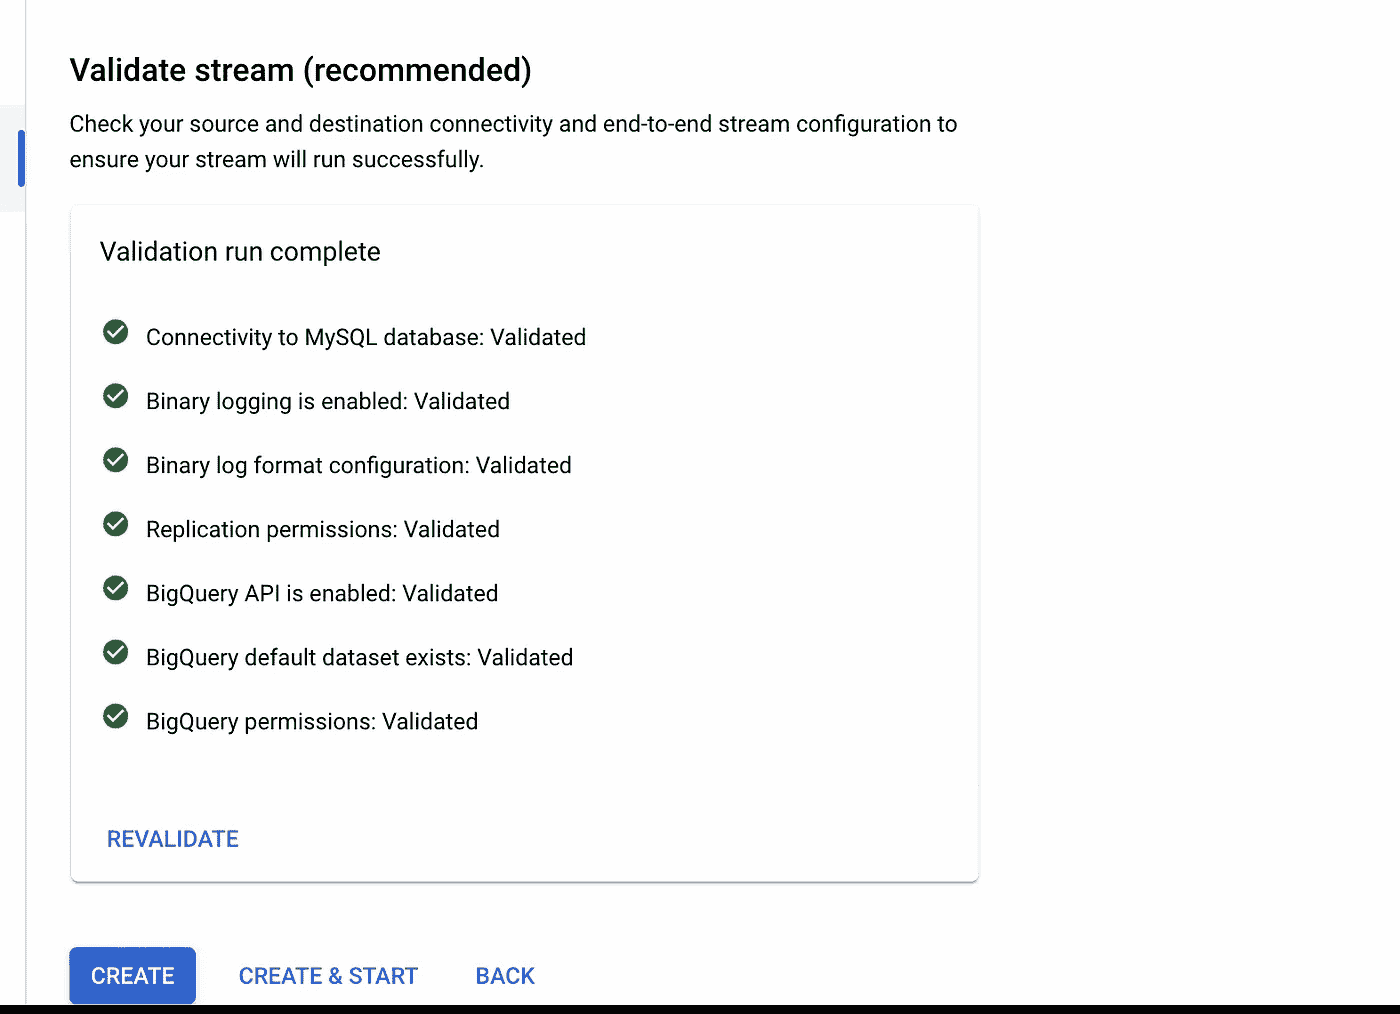 Validate stream (recommended)
Check your source and destination connectivity and end-to-end stream configuration to
ensure your stream will run successfully.
Validation run complete
Connectivity to MySQL database: Validated
Binary logging is enabled: Validated
Binary log format configuration: Validated
Replication permissions: Validated
BigQuery API is enabled: Validated
BigQuery default dataset exists: Validated
BigQuery permissions: Validated
REVALIDATE
CREATE CREATE & START BACK